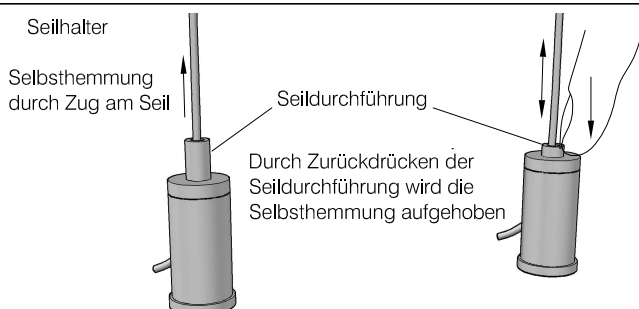 Seilhalter
Selbsthemmung
durch Zug am Seil
Seildurchführung
Durch Zurückdrücken der
Seildurchführung wird die
Selbsthemmung aufgehoben